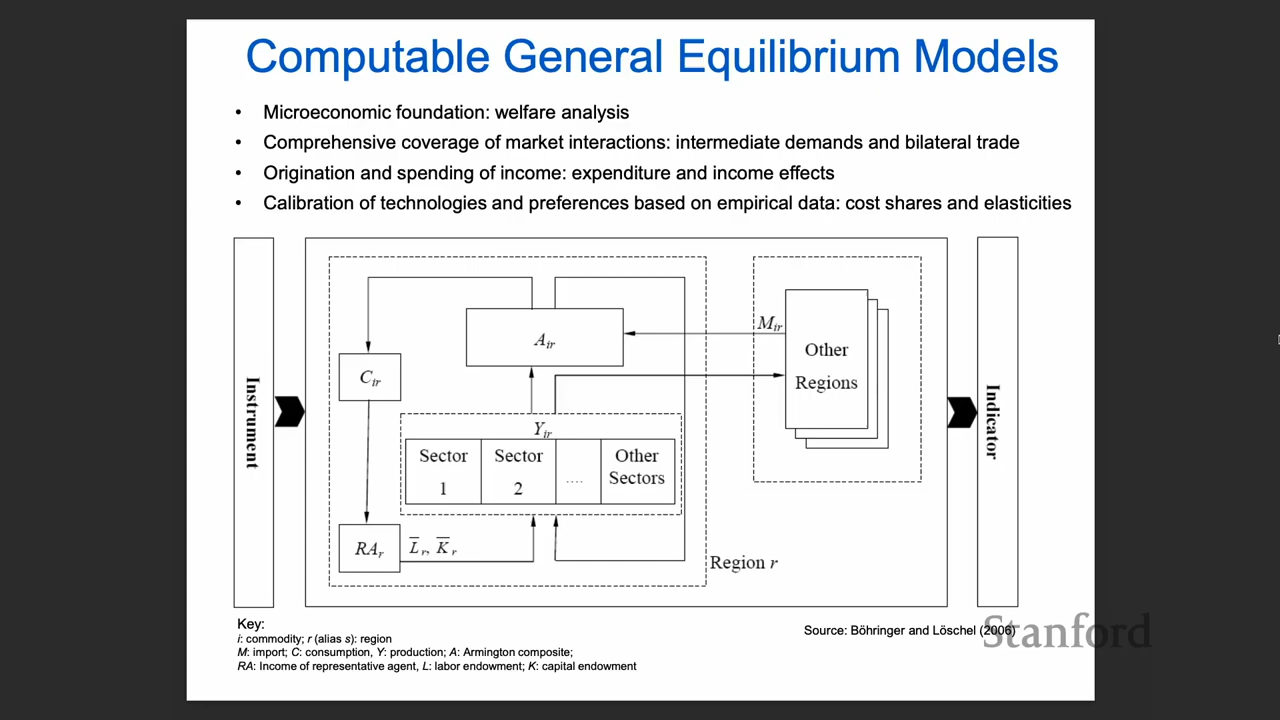 Computable General Equilibrium Models
• Microeconomic foundation: welfare analysis
• Comprehensive coverage of market interactions: intermediate demands and bilateral trade
• Origination and spending of income: expenditure and income effects
• Calibration of technologies and preferences based on empirical data: cost shares and elasticities
Instrument
A_ir
C_ir
Y_ir
Sector
1
Sector
2
....
Other
Sectors
RA_r
L̅_r, K̅_r
Region r
M_ir
Other
Regions
Indicator
Key:
i: commodity; r (alias s): region
M: import; C: consumption, Y: production; A: Armington composite;
RA: Income of representative agent, L: labor endowment; K: capital endowment
Source: Böhringer and Löschel (2006)
Stanford